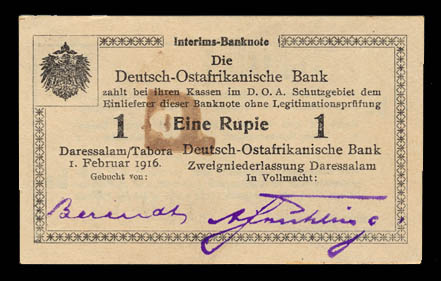 Interims-Banknote
Die
Deutsch-Ostafrikanische Bank
zahlt bei ihren Kassen im D. O. A. Schutzgebiet dem
Einlieferer dieser Banknote ohne Legitimationsprüfung
1 Eine Rupie 1
Daressalam/Tabora
1. Februar 1916.
Gebucht von:
Deutsch-Ostafrikanische Bank
Zweigniederlassung Daressalam
In Vollmacht:
Berendt